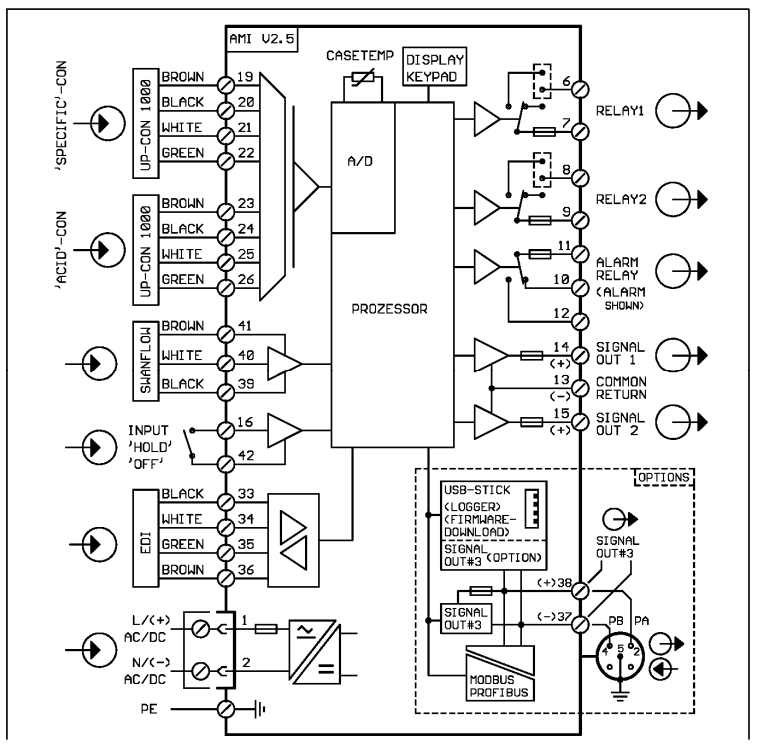 AMI V2.5
CASETEMP
DISPLAY
KEYPAD
A/D
PROZESSOR
'SPECIFIC'-CON
UP-CON 1000
BROWN 19
BLACK 20
WHITE 21
GREEN 22
'ACID'-CON
UP-CON 1000
BROWN 23
BLACK 24
WHITE 25
GREEN 26
SWANFLOW
BROWN 41
WHITE 40
BLACK 39
INPUT
'HOLD'
'OFF'
16
42
EDI
BLACK 33
WHITE 34
GREEN 35
BROWN 36
L/(+)
AC/DC
1
N/(-)
AC/DC
2
PE
6
RELAY1
7
8
RELAY2
9
11
10
12
ALARM
RELAY
(ALARM
SHOWN)
14
(+)
SIGNAL
OUT 1
13
(-)
COMMON
RETURN
15
(+)
SIGNAL
OUT 2
OPTIONS
USB-STICK
(LOGGER)
(FIRMWARE-
DOWNLOAD)
SIGNAL
OUT#3 (OPTION)
SIGNAL
OUT#3
(+)38
SIGNAL
OUT#3
(-)37
PB PA
4 5 2
MODBUS
PROFIBUS